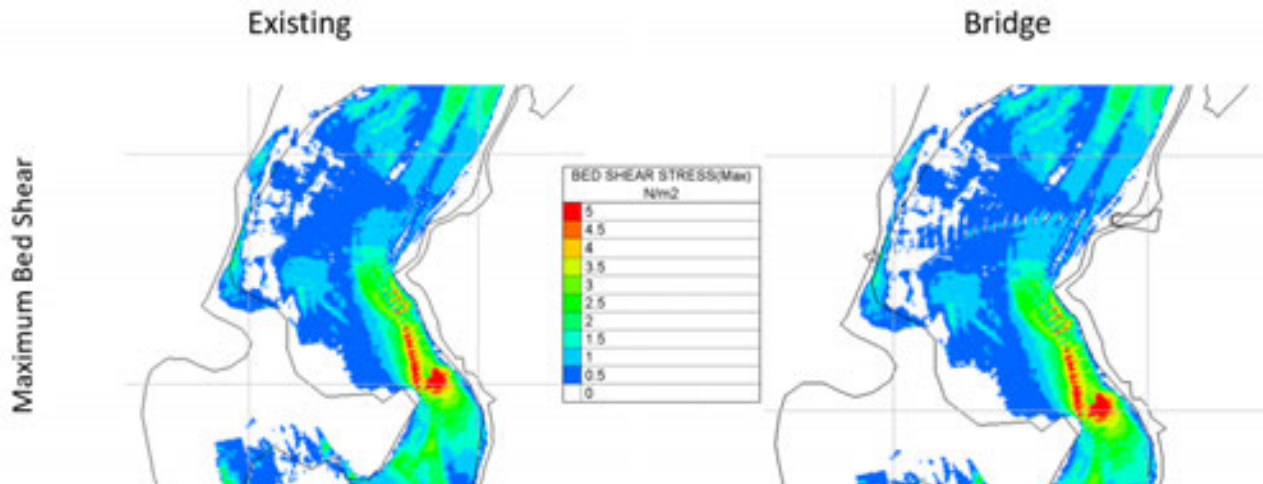 Existing
Bridge
Maximum Bed Shear
BED SHEAR STRESS(Max)
N/m2
5
4.5
4
3.5
3
2.5
2
1.5
1
0.5
0